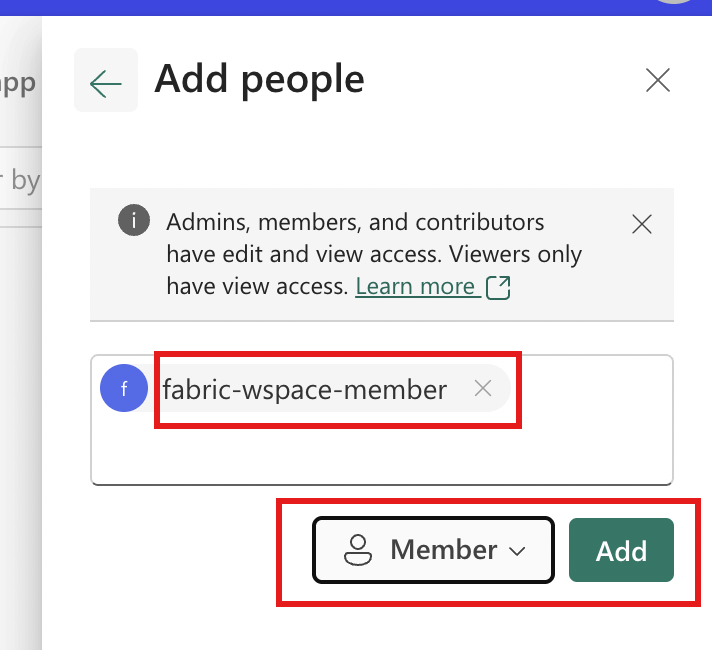 Add people
app
r by
i
Admins, members, and contributors
have edit and view access. Viewers only
have view access. Learn more
f
fabric-wspace-member
Member
Add